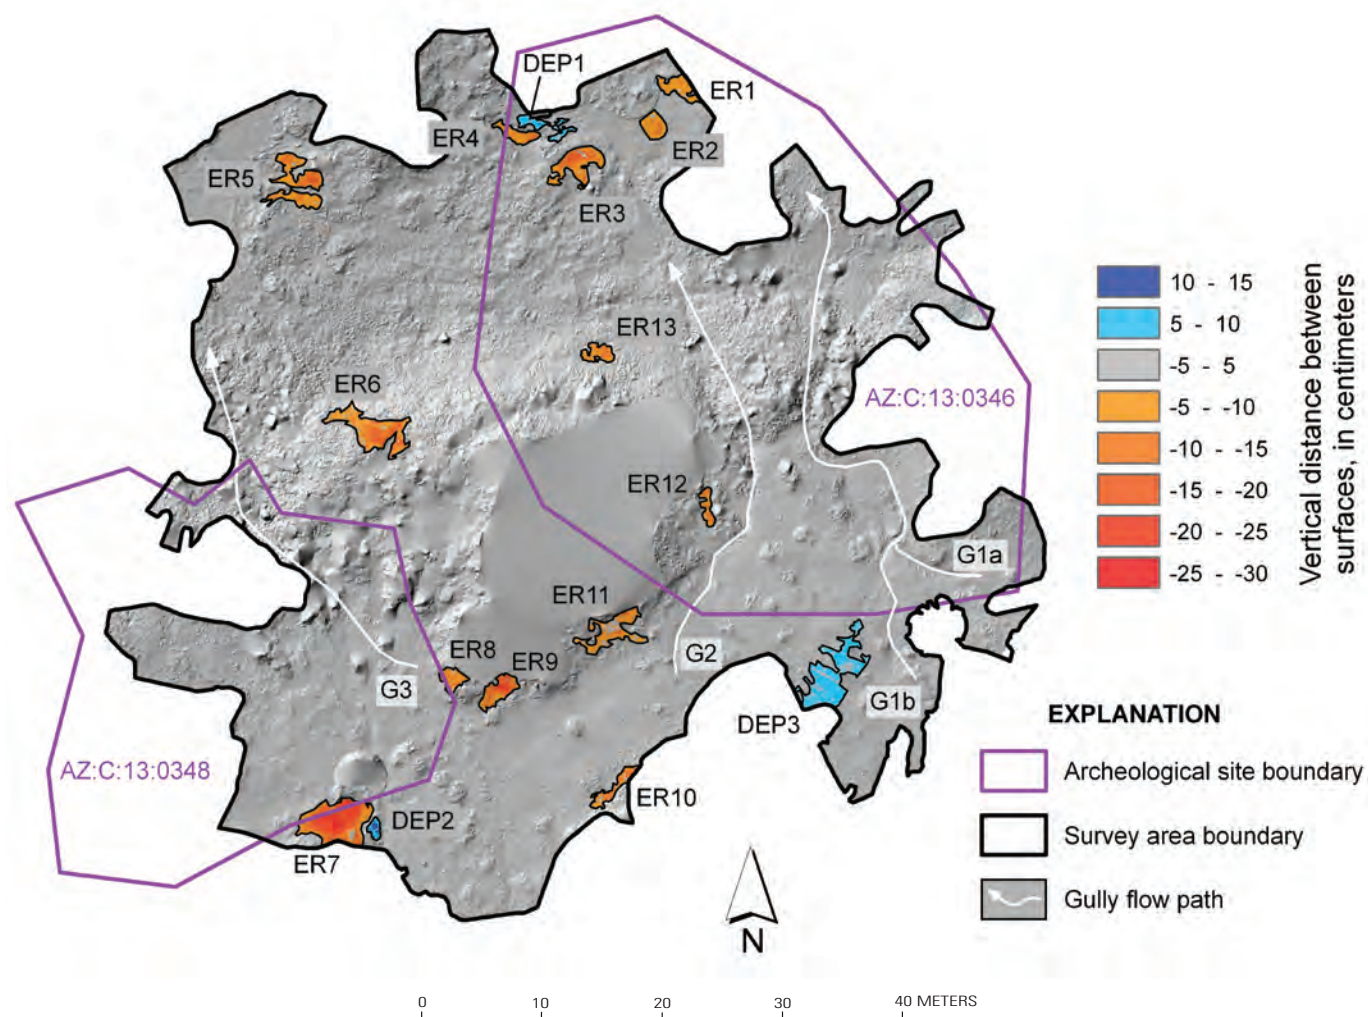 DEP1
ER1
ER4
ER2
ER5
ER3
ER13
ER6
AZ:C:13:0346
ER12
G1a
ER11
ER8
ER9
G2
G3
G1b
DEP3
AZ:C:13:0348
ER10
DEP2
ER7
N
10 - 15
5 - 10
-5 - 5
-5 - -10
-10 - -15
-15 - -20
-20 - -25
-25 - -30
Vertical distance between
surfaces, in centimeters
EXPLANATION
Archeological site boundary
Survey area boundary
Gully flow path
0 10 20 30 40 METERS